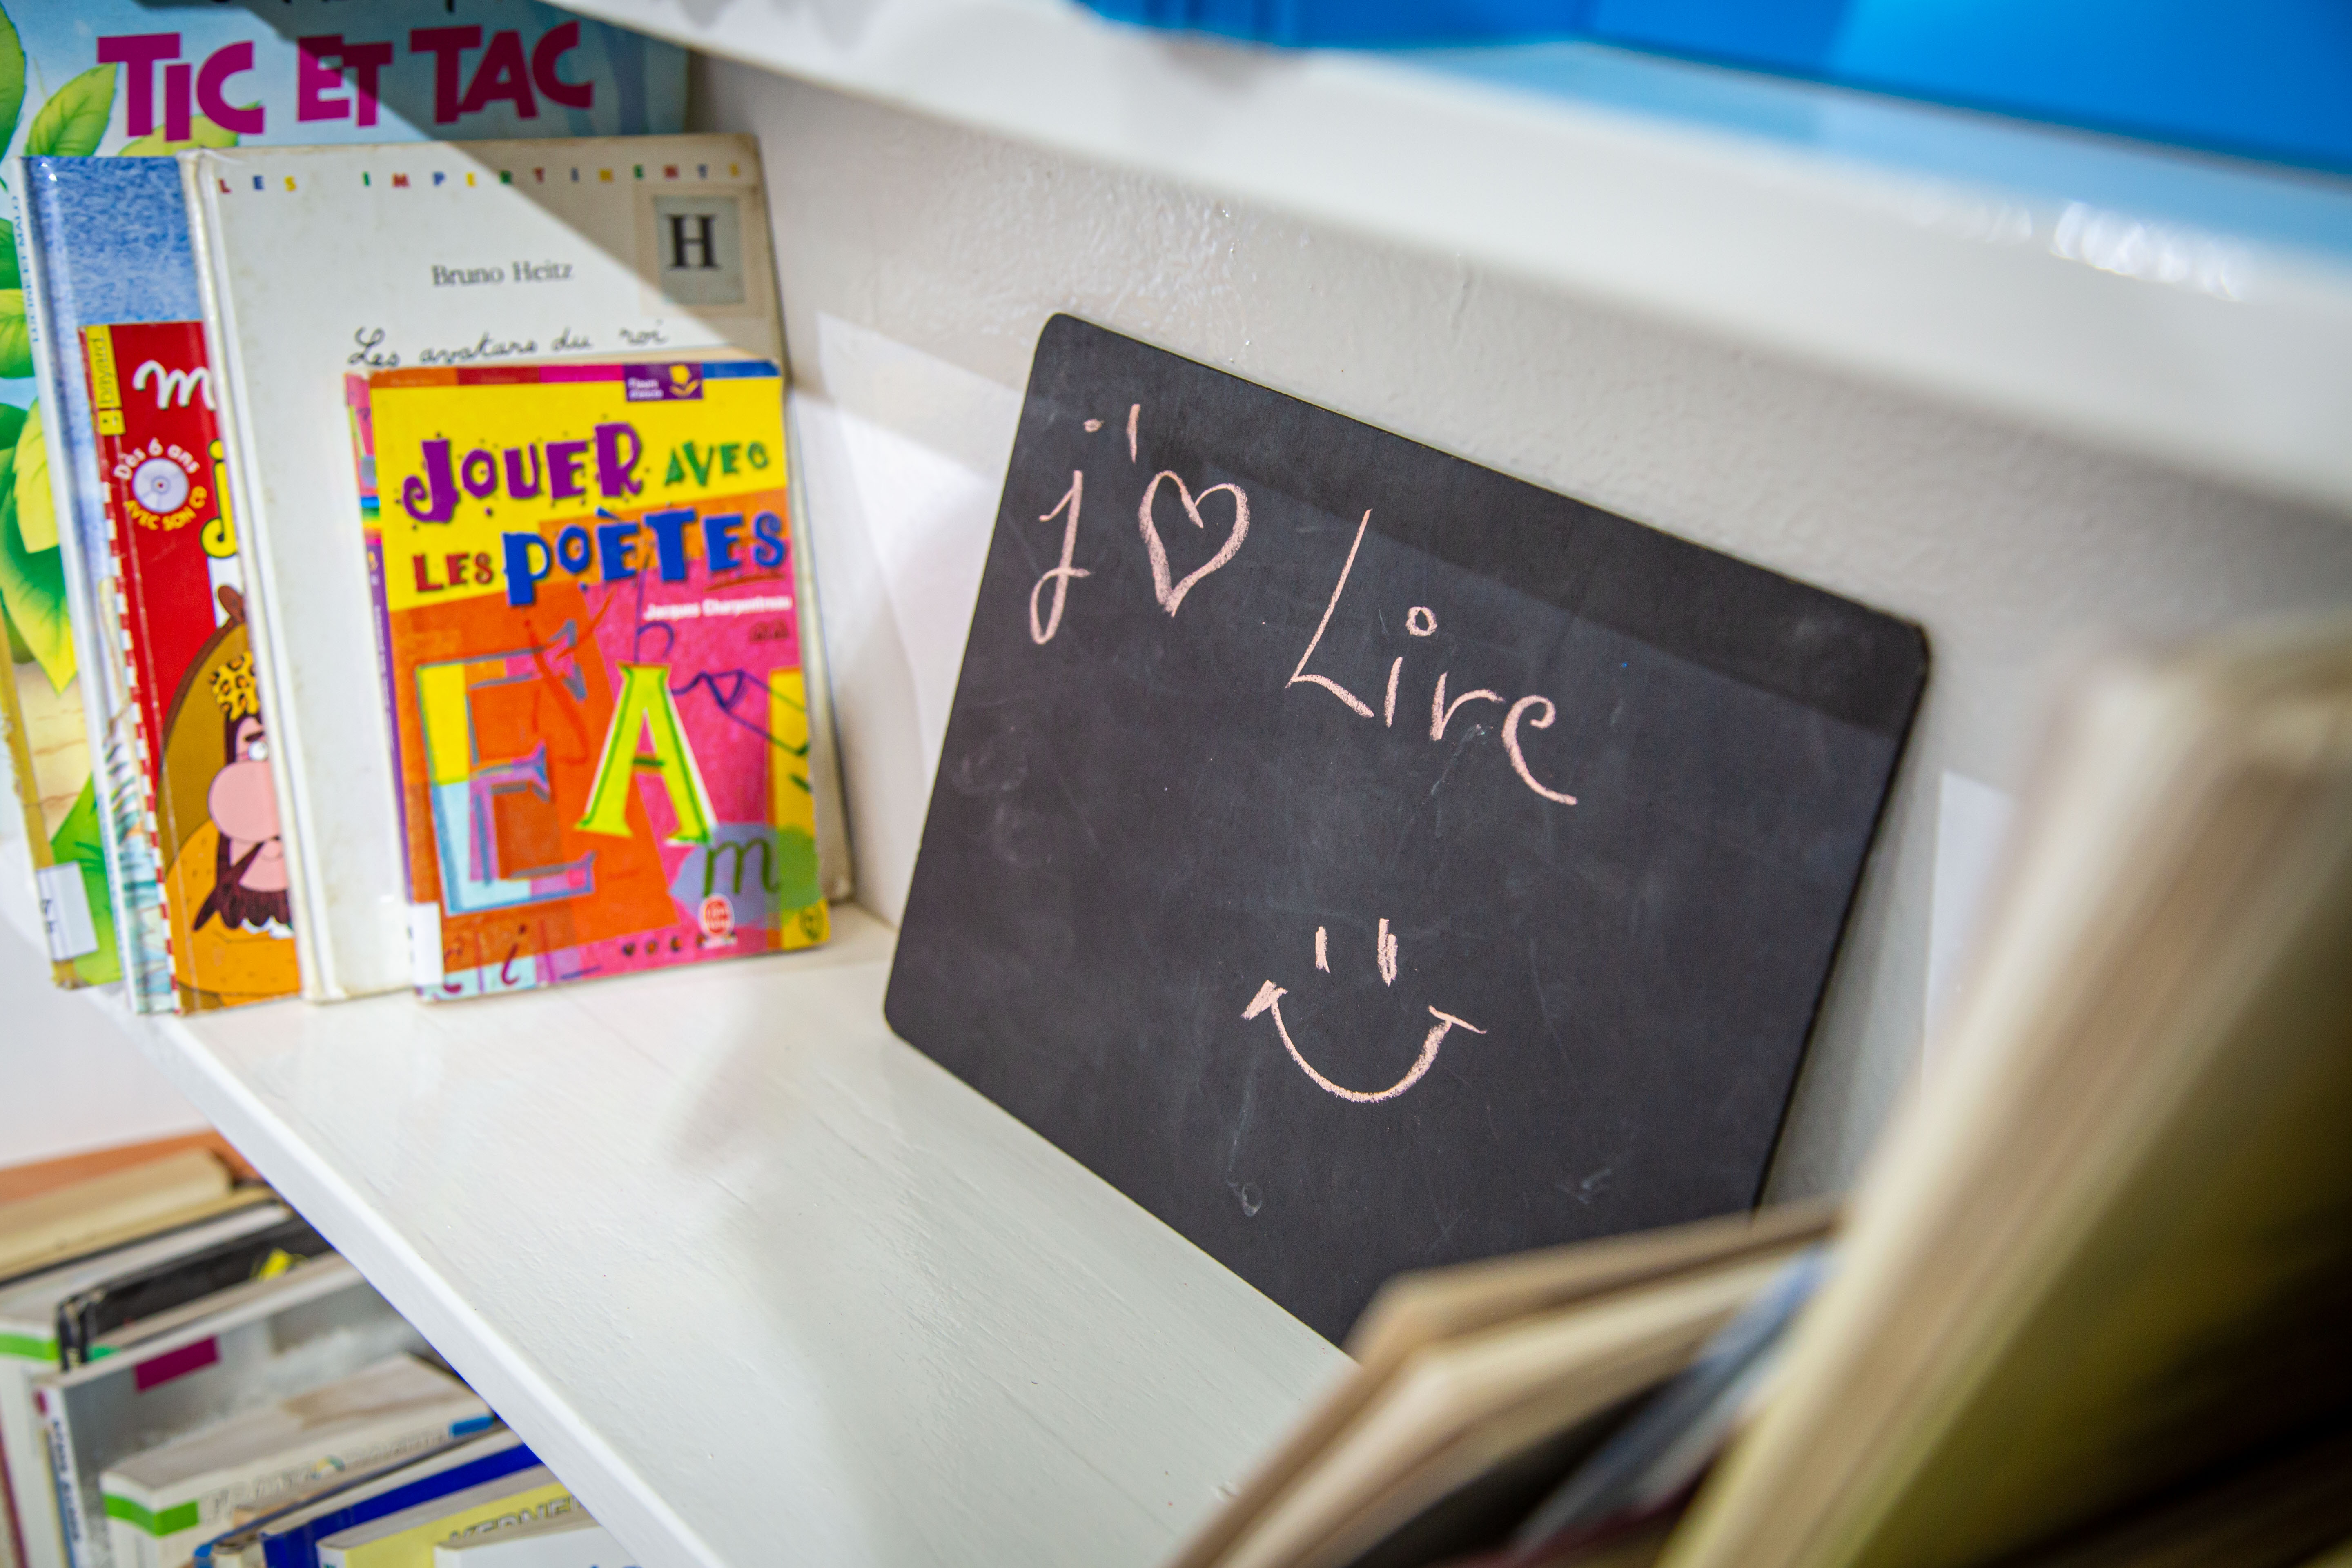 TIC ET TAC
LES IMPERTINENTS
H
Bruno Heitz
Les avatars du roi
bayard
Dès 6 ans
AVEC SON CD
JOUER AVEC
LES POÈTES
Jacques Charpentreau
E A
m
j'♡ Lire